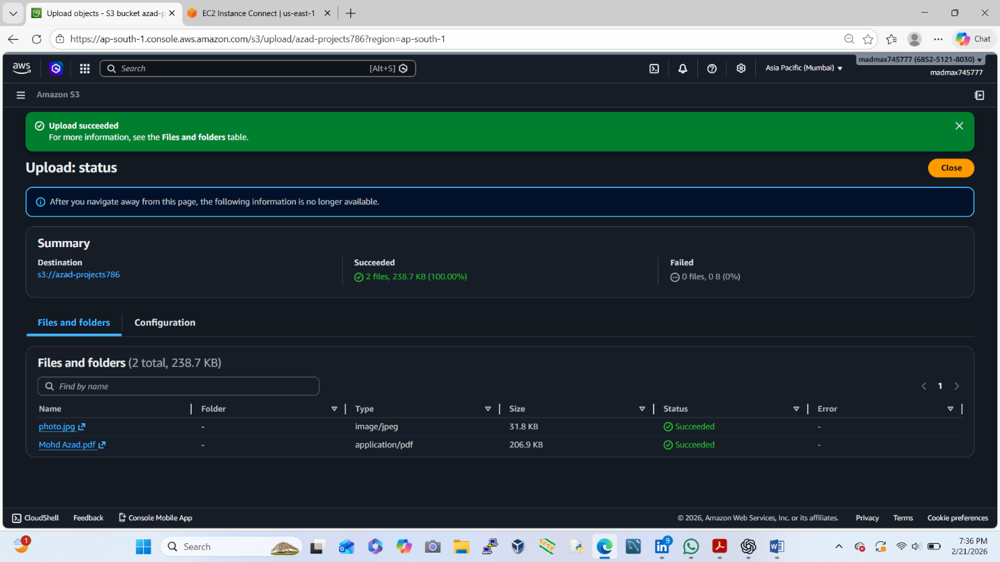 Upload objects - S3 bucket azad-p
EC2 Instance Connect | us-east-1
https://ap-south-1.console.aws.amazon.com/s3/upload/azad-projects786?region=ap-south-1
Chat
aws
Search
[Alt+S]
Asia Pacific (Mumbai)
madmax745777 (6852-5121-8030)
madmax745777
Amazon S3
Upload succeeded
For more information, see the Files and folders table.
Upload: status
Close
After you navigate away from this page, the following information is no longer available.
Summary
Destination
s3://azad-projects786
Succeeded
2 files, 238.7 KB (100.00%)
Failed
0 files, 0 B (0%)
Files and folders
Configuration
Files and folders (2 total, 238.7 KB)
Find by name
1
Name Folder Type Size Status Error
photo.jpg - image/jpeg 31.8 KB Succeeded -
Mohd Azad.pdf - application/pdf 206.9 KB Succeeded -
CloudShell Feedback Console Mobile App
© 2026, Amazon Web Services, Inc. or its affiliates. Privacy Terms Cookie preferences
1
Search
9
7:36 PM
2/21/2026